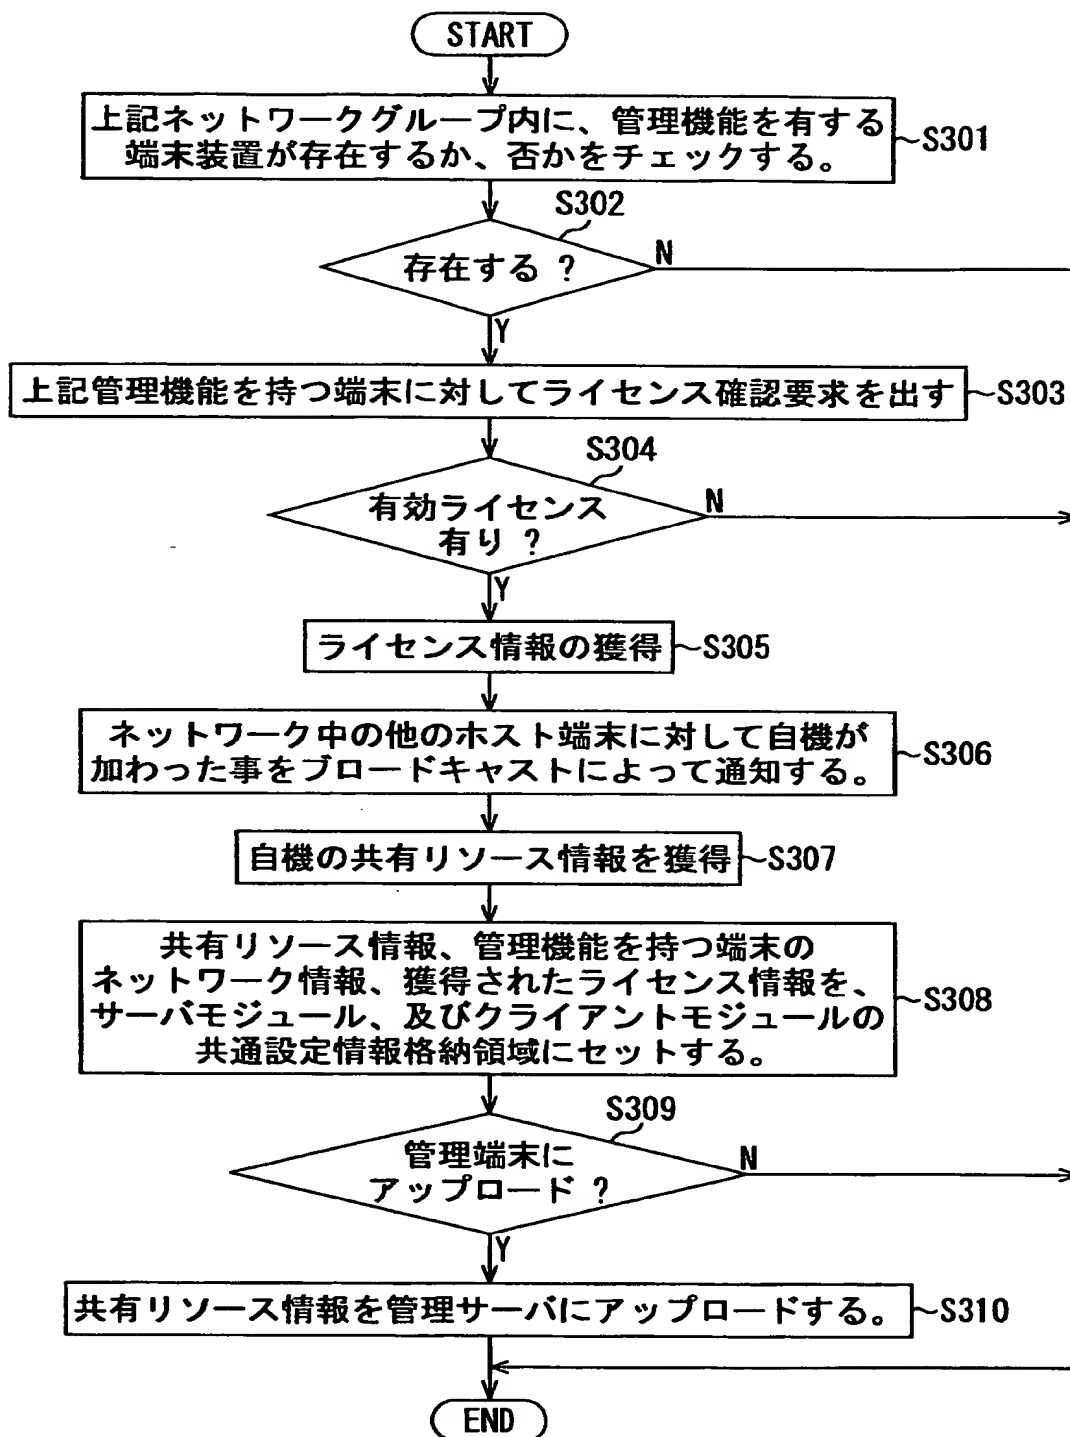 START
上記ネットワークグループ内に、管理機能を有する
端末装置が存在するか、否かをチェックする。
S301
S302
存在する ?
N
Y
上記管理機能を持つ端末に対してライセンス確認要求を出す
S303
S304
有効ライセンス
有り ?
N
Y
ライセンス情報の獲得
S305
ネットワーク中の他のホスト端末に対して自機が
加わった事をブロードキャストによって通知する。
S306
自機の共有リソース情報を獲得
S307
共有リソース情報、管理機能を持つ端末の
ネットワーク情報、獲得されたライセンス情報を、
サーバモジュール、及びクライアントモジュールの
共通設定情報格納領域にセットする。
S308
S309
管理端末に
アップロード ?
N
Y
共有リソース情報を管理サーバにアップロードする。
S310
END